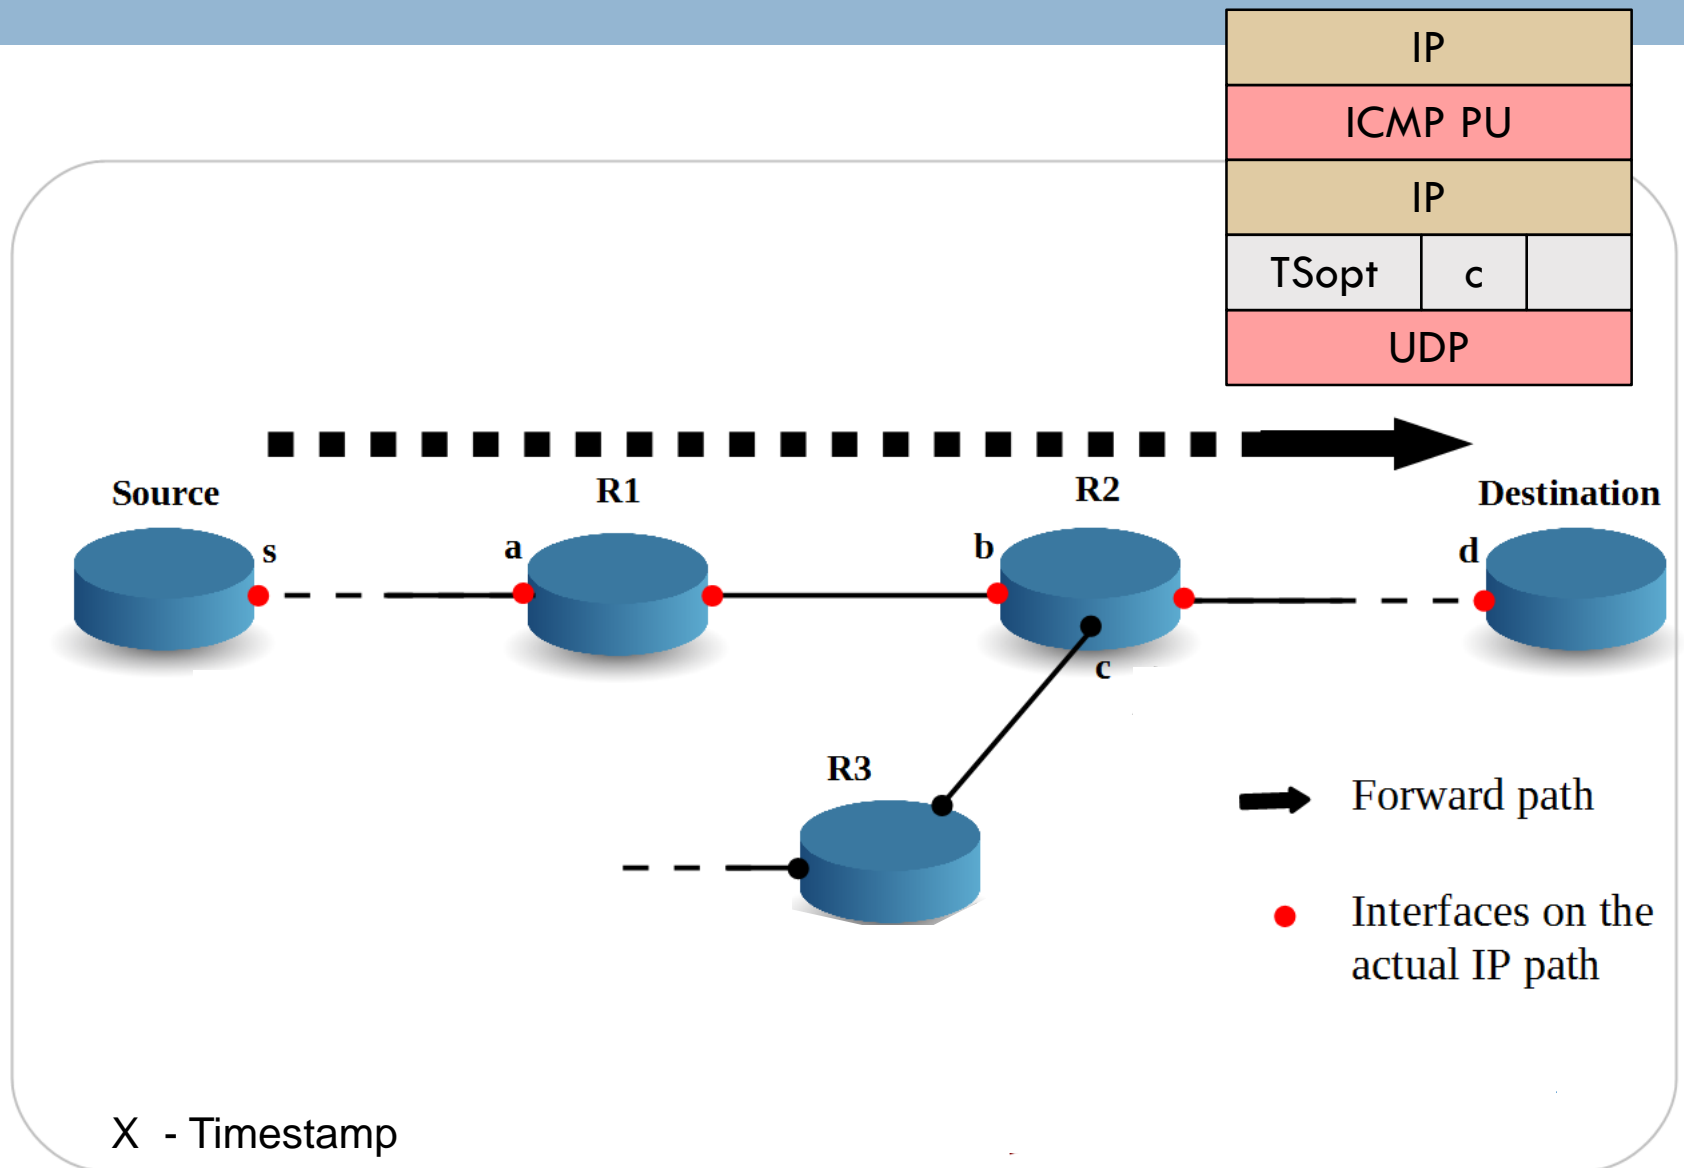 IP
ICMP PU
IP
TSopt c
UDP
Source
R1
R2
Destination
s
a
b
d
c
R3
Forward path
Interfaces on the
actual IP path
X - Timestamp